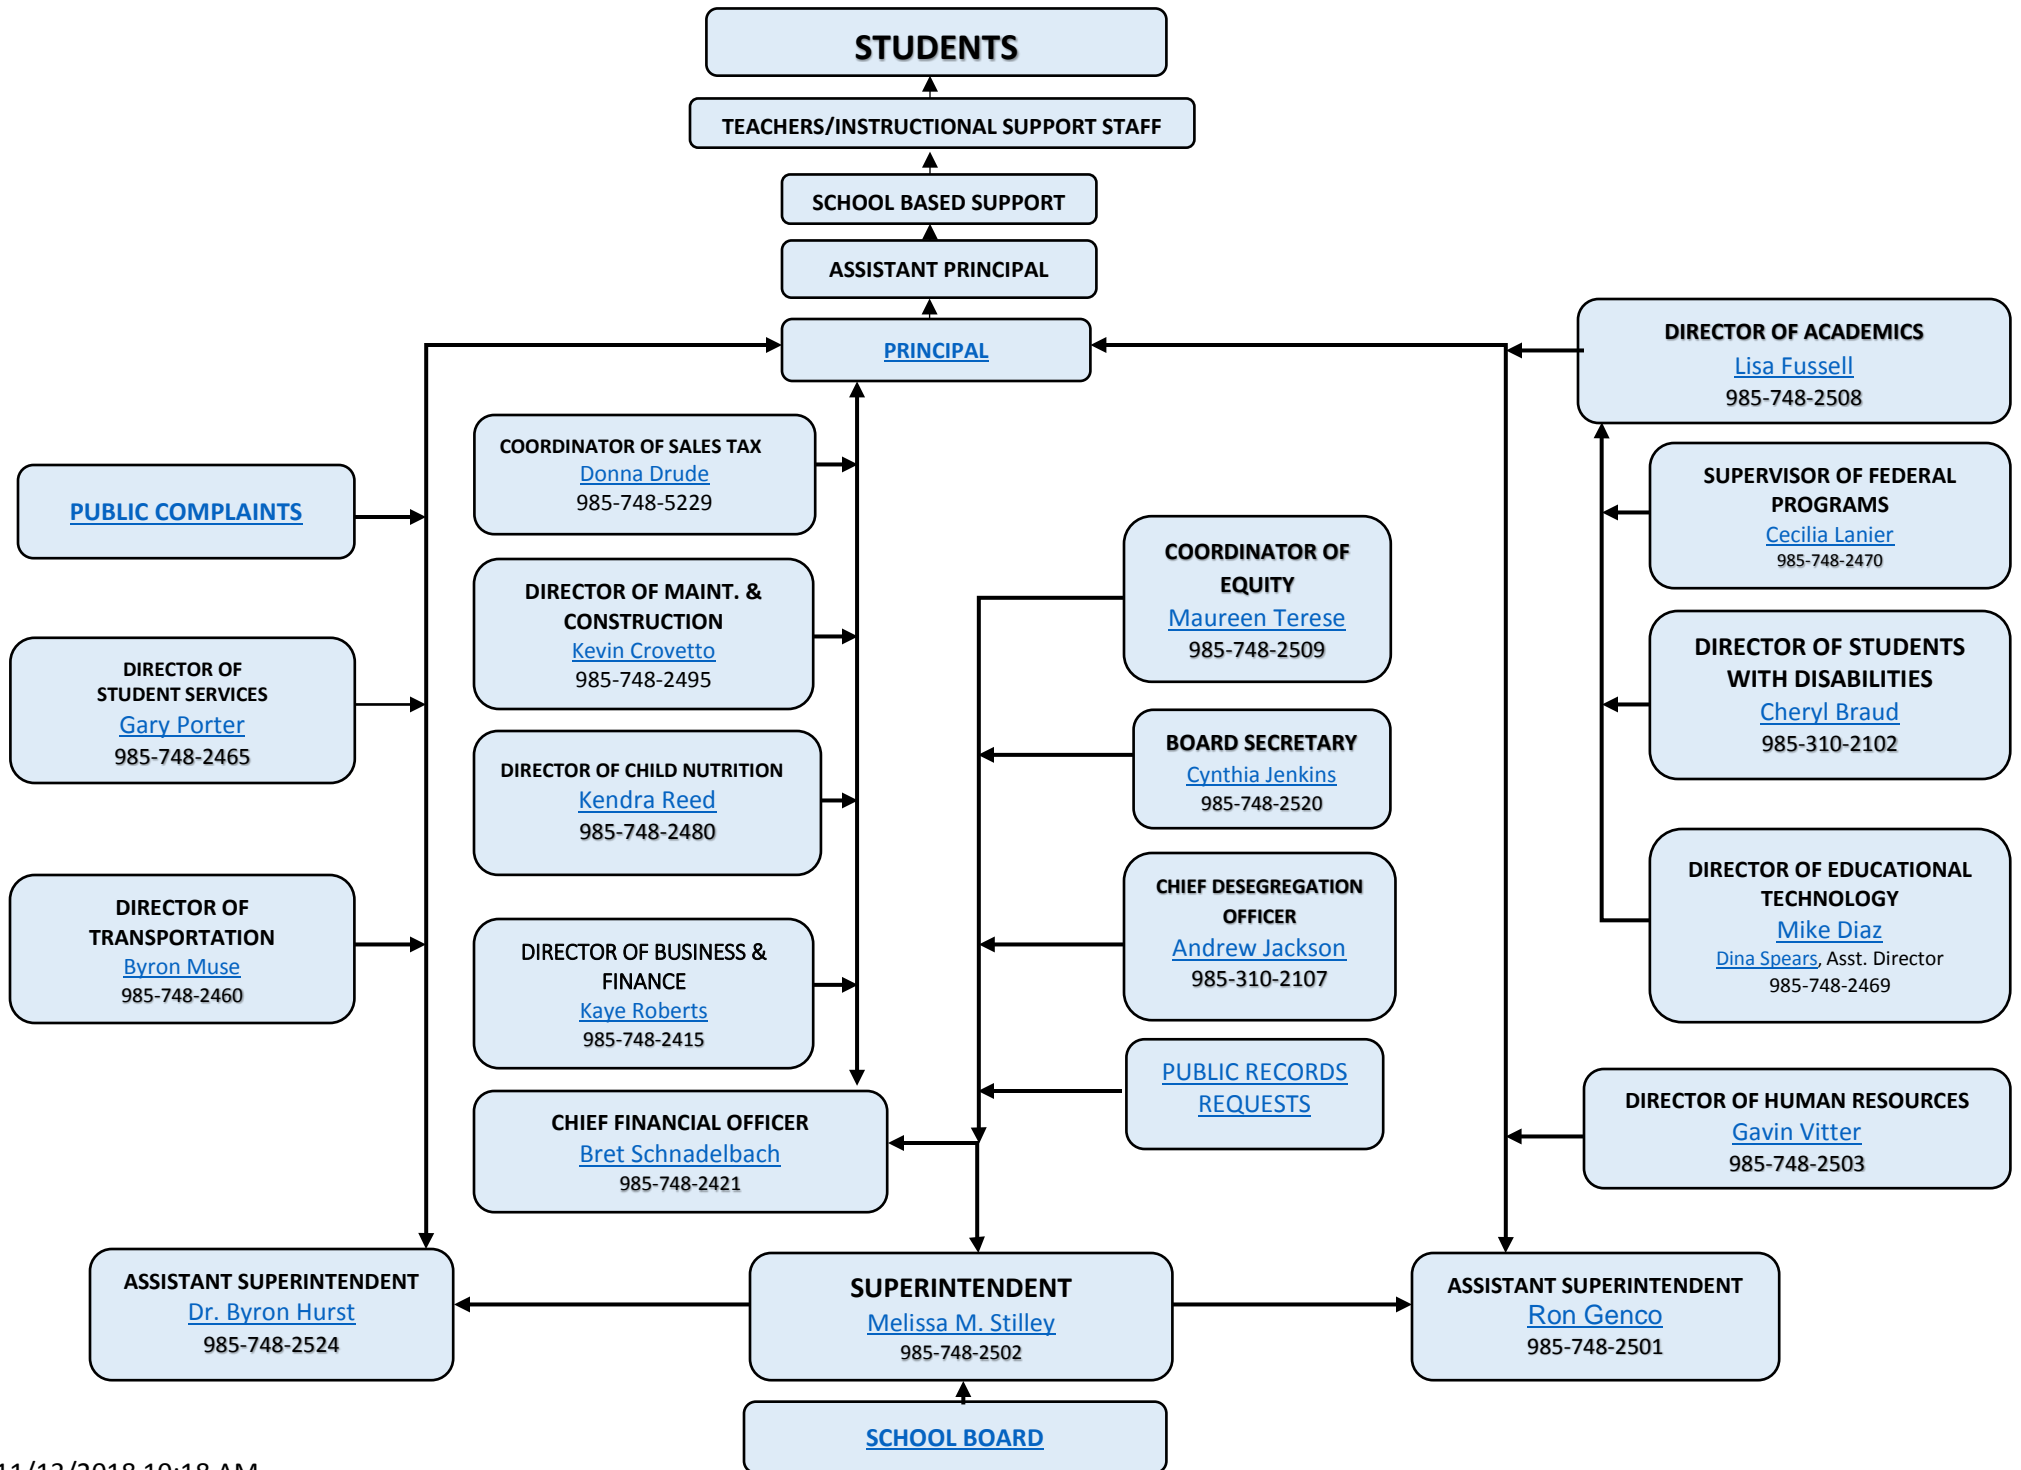 STUDENTS
TEACHERS/INSTRUCTIONAL SUPPORT STAFF
SCHOOL BASED SUPPORT
ASSISTANT PRINCIPAL
PRINCIPAL
DIRECTOR OF ACADEMICS
Lisa Fussell
985-748-2508
COORDINATOR OF SALES TAX
Donna Drude
985-748-5229
PUBLIC COMPLAINTS
SUPERVISOR OF FEDERAL
PROGRAMS
Cecilia Lanier
985-748-2470
COORDINATOR OF
EQUITY
Maureen Terese
985-748-2509
DIRECTOR OF MAINT. &
CONSTRUCTION
Kevin Crovetto
985-748-2495
DIRECTOR OF
STUDENT SERVICES
Gary Porter
985-748-2465
DIRECTOR OF STUDENTS
WITH DISABILITIES
Cheryl Braud
985-310-2102
BOARD SECRETARY
Cynthia Jenkins
985-748-2520
DIRECTOR OF CHILD NUTRITION
Kendra Reed
985-748-2480
DIRECTOR OF
TRANSPORTATION
Byron Muse
985-748-2460
CHIEF DESEGREGATION
OFFICER
Andrew Jackson
985-310-2107
DIRECTOR OF EDUCATIONAL
TECHNOLOGY
Mike Diaz
Dina Spears, Asst. Director
985-748-2469
DIRECTOR OF BUSINESS &
FINANCE
Kaye Roberts
985-748-2415
PUBLIC RECORDS
REQUESTS
CHIEF FINANCIAL OFFICER
Bret Schnadelbach
985-748-2421
DIRECTOR OF HUMAN RESOURCES
Gavin Vitter
985-748-2503
ASSISTANT SUPERINTENDENT
Dr. Byron Hurst
985-748-2524
SUPERINTENDENT
Melissa M. Stilley
985-748-2502
ASSISTANT SUPERINTENDENT
Ron Genco
985-748-2501
SCHOOL BOARD